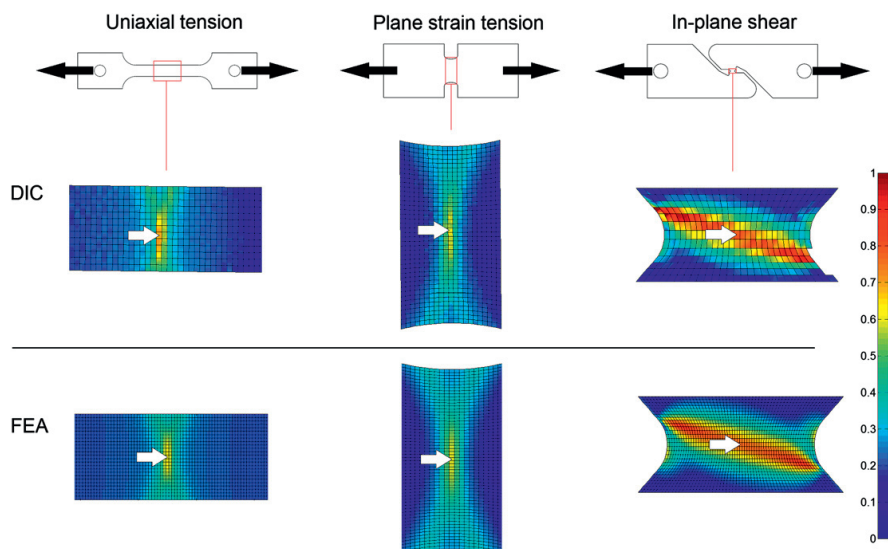 Uniaxial tension
Plane strain tension
In-plane shear
DIC
FEA
1
0.9
0.8
0.7
0.6
0.5
0.4
0.3
0.2
0.1
0